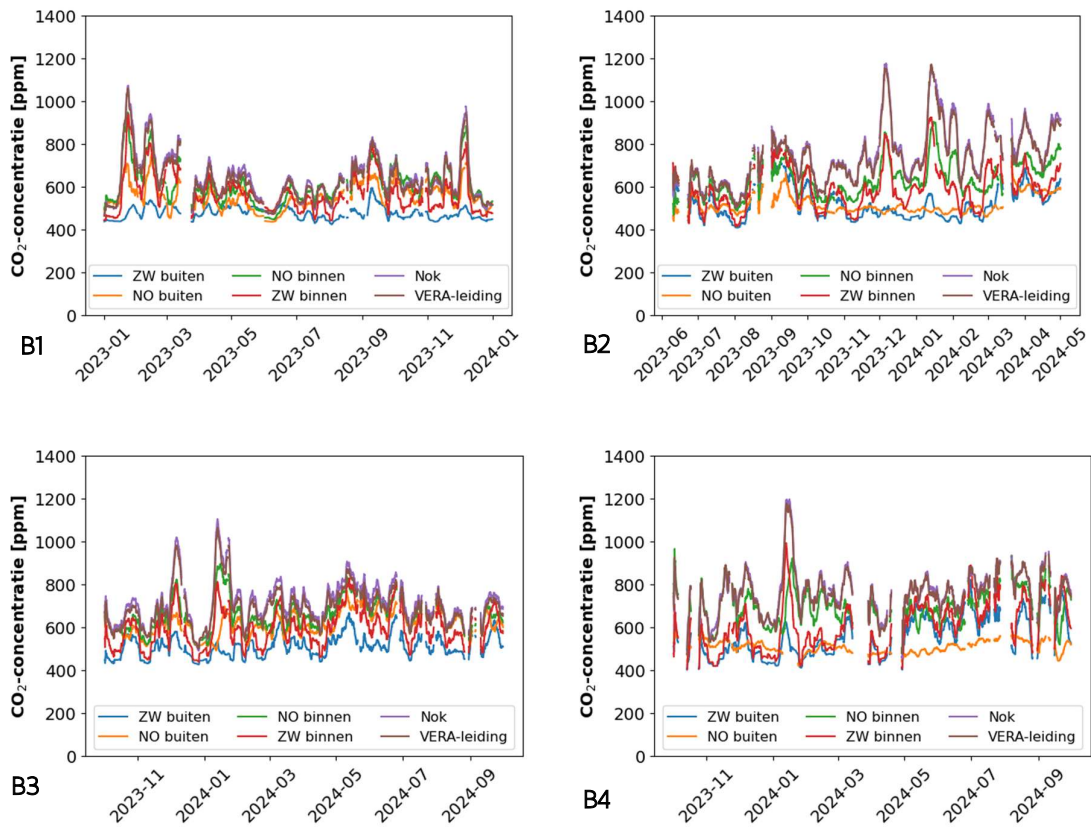 CO₂-concentratie [ppm]
1400
1200
1000
800
600
400
200
0
ZW buiten NO binnen Nok
NO buiten ZW binnen VERA-leiding
2023-01 2023-03 2023-05 2023-07 2023-09 2023-11 2024-01
B1
CO₂-concentratie [ppm]
1400
1200
1000
800
600
400
200
0
ZW buiten NO binnen Nok
NO buiten ZW binnen VERA-leiding
2023-06 2023-07 2023-08 2023-09 2023-10 2023-11 2023-12 2024-01 2024-02 2024-03 2024-04 2024-05
B2
CO₂-concentratie [ppm]
1400
1200
1000
800
600
400
200
0
ZW buiten NO binnen Nok
NO buiten ZW binnen VERA-leiding
2023-11 2024-01 2024-03 2024-05 2024-07 2024-09
B3
CO₂-concentratie [ppm]
1400
1200
1000
800
600
400
200
0
ZW buiten NO binnen Nok
NO buiten ZW binnen VERA-leiding
2023-11 2024-01 2024-03 2024-05 2024-07 2024-09
B4